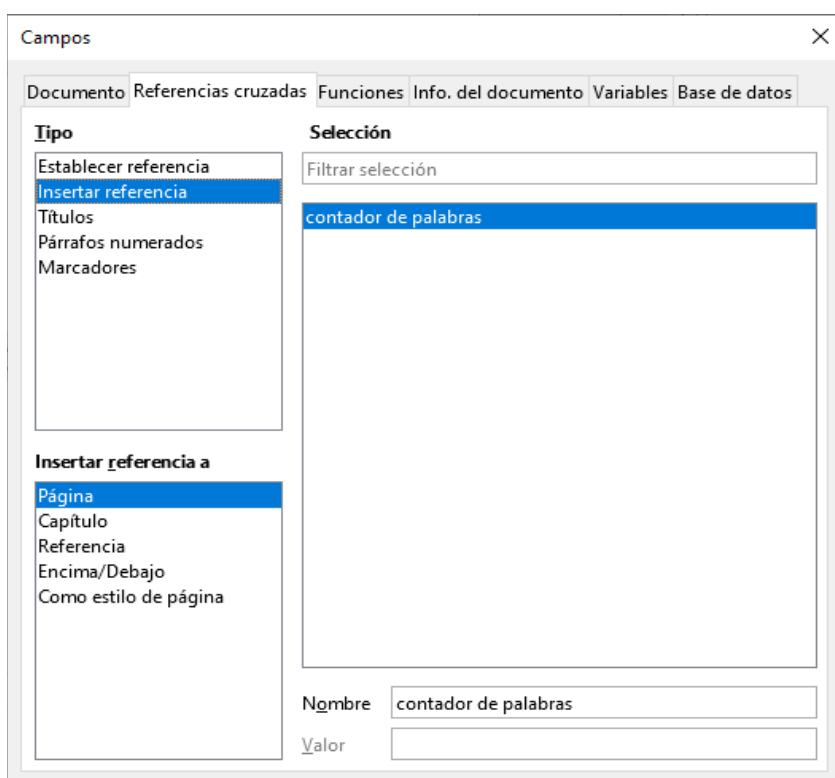 Campos
Documento Referencias cruzadas Funciones Info. del documento Variables Base de datos
Tipo
Establecer referencia
Insertar referencia
Títulos
Párrafos numerados
Marcadores
Selección
Filtrar selección
contador de palabras
Insertar referencia a
Página
Capítulo
Referencia
Encima/Debajo
Como estilo de página
Nombre contador de palabras
Valor